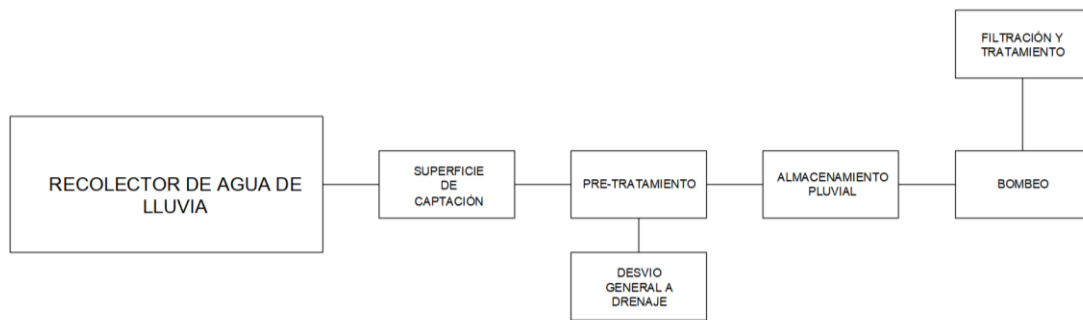 RECOLECTOR DE AGUA DE
LLUVIA
SUPERFICIE
DE
CAPTACIÓN
PRE-TRATAMIENTO
DESVIO
GENERAL A
DRENAJE
ALMACENAMIENTO
PLUVIAL
BOMBEO
FILTRACIÓN Y
TRATAMIENTO